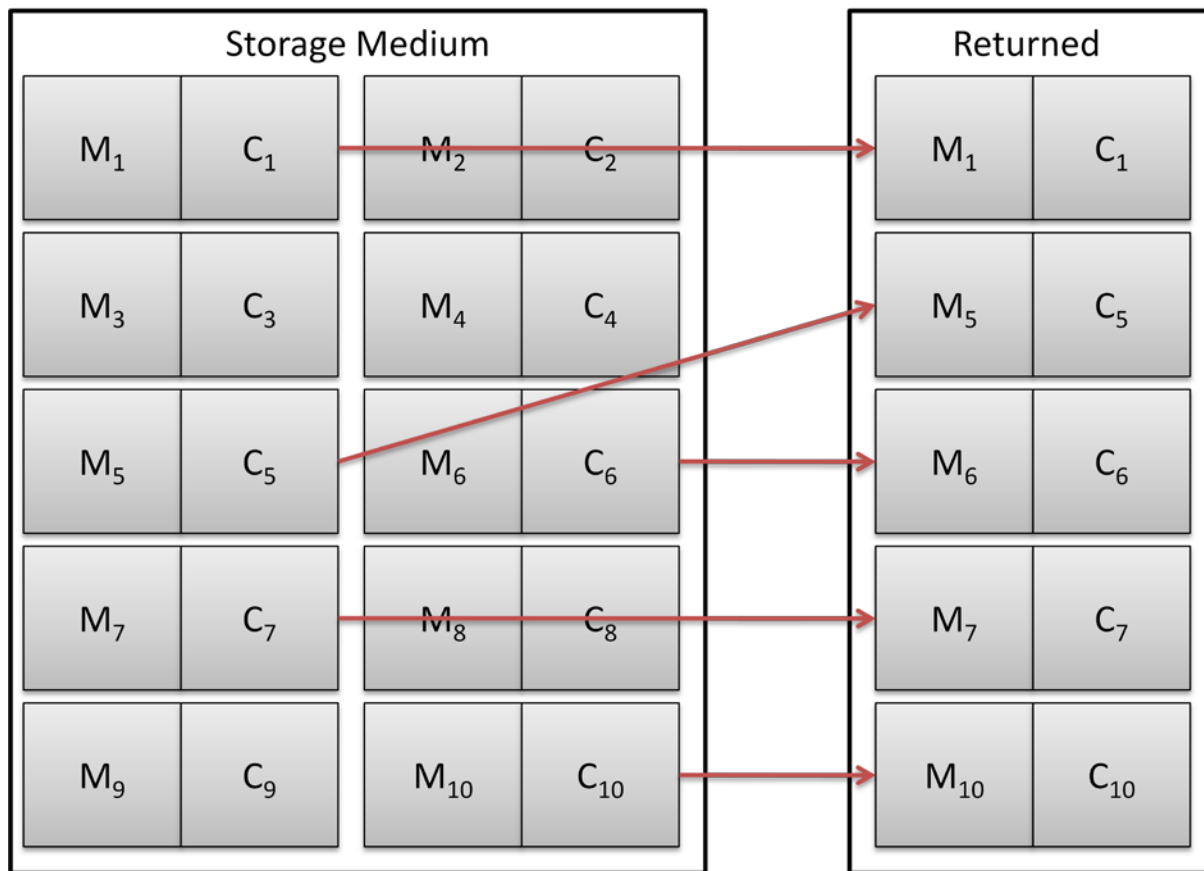 Storage Medium Returned
M₁ C₁ M₂ C₂ M₁ C₁
M₃ C₃ M₄ C₄ M₅ C₅
M₅ C₅ M₆ C₆ M₆ C₆
M₇ C₇ M₈ C₈ M₇ C₇
M₉ C₉ M₁₀ C₁₀ M₁₀ C₁₀